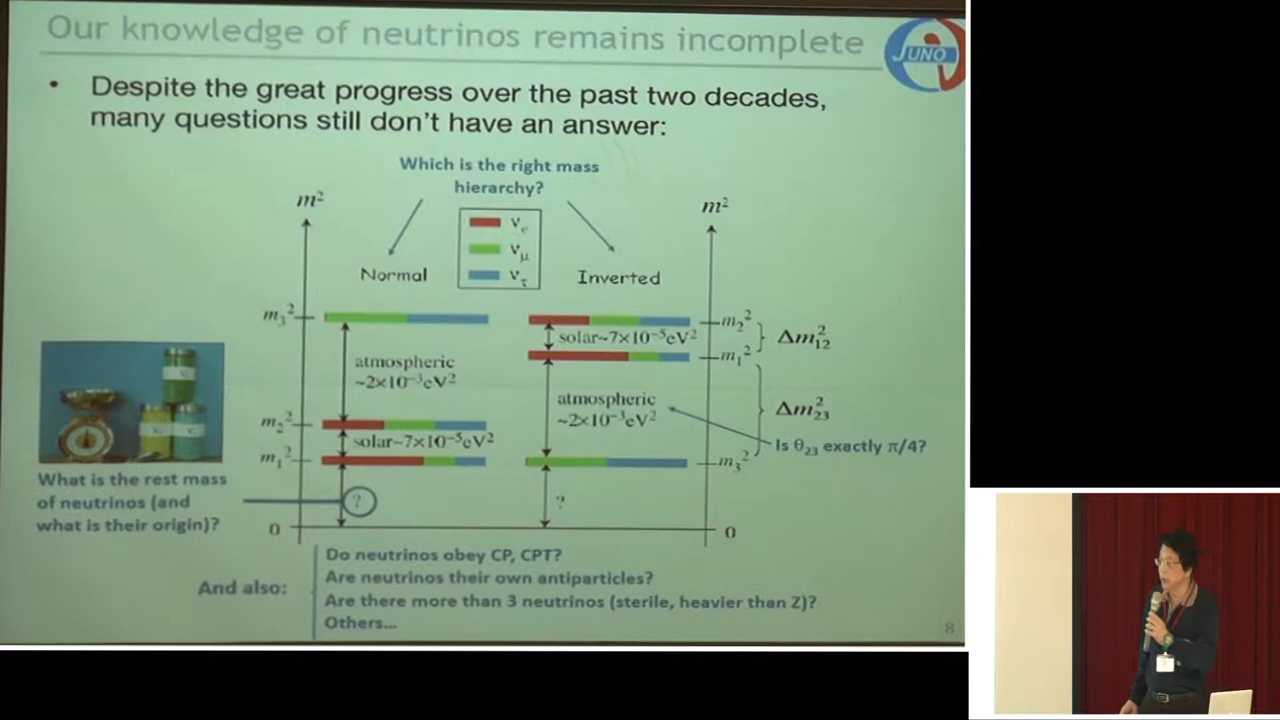 Our knowledge of neutrinos remains incomplete
JUNO
• Despite the great progress over the past two decades,
many questions still don't have an answer:
Which is the right mass
hierarchy?
m²
m²
νe
νμ
ντ
Normal
Inverted
m₃²
m₂²
solar~7×10⁻⁵eV²
Δm²₁₂
m₁²
atmospheric
~2×10⁻³eV²
atmospheric
~2×10⁻³eV²
Δm²₂₃
m₂²
solar~7×10⁻⁵eV²
Is θ₂₃ exactly π/4?
m₁²
m₃²
What is the rest mass
of neutrinos (and
what is their origin)?
?
?
0
0
And also:
Do neutrinos obey CP, CPT?
Are neutrinos their own antiparticles?
Are there more than 3 neutrinos (sterile, heavier than Z)?
Others...
8